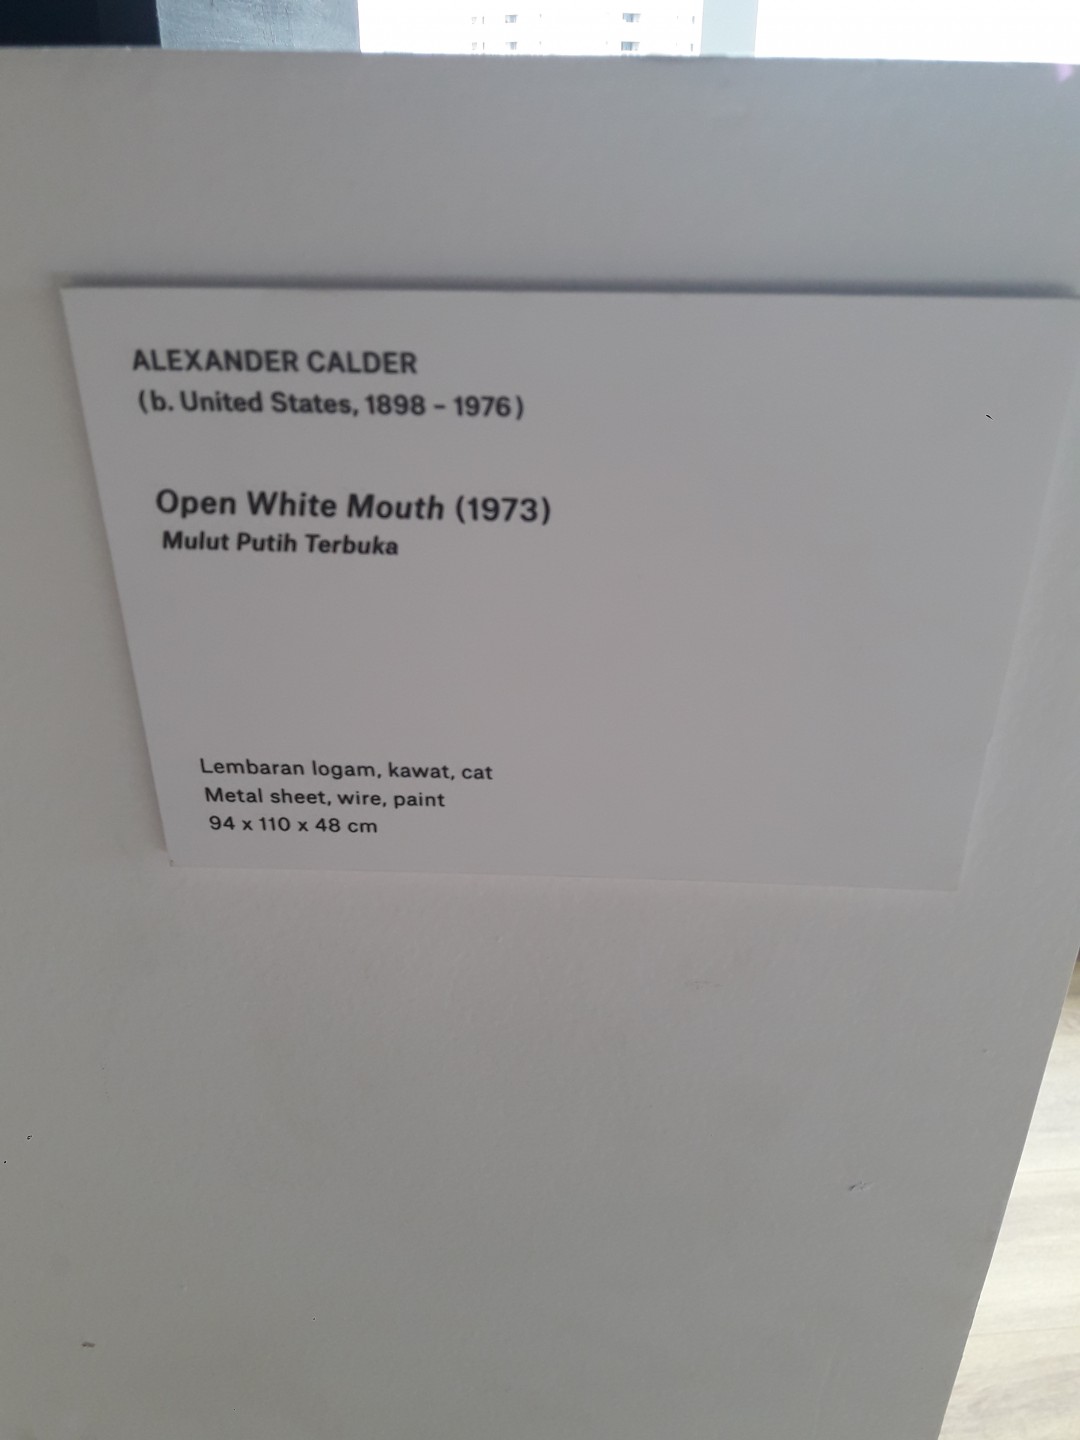 ALEXANDER CALDER
(b. United States, 1898 – 1976)
Open White Mouth (1973)
Mulut Putih Terbuka
Lembaran logam, kawat, cat
Metal sheet, wire, paint
94 x 110 x 48 cm